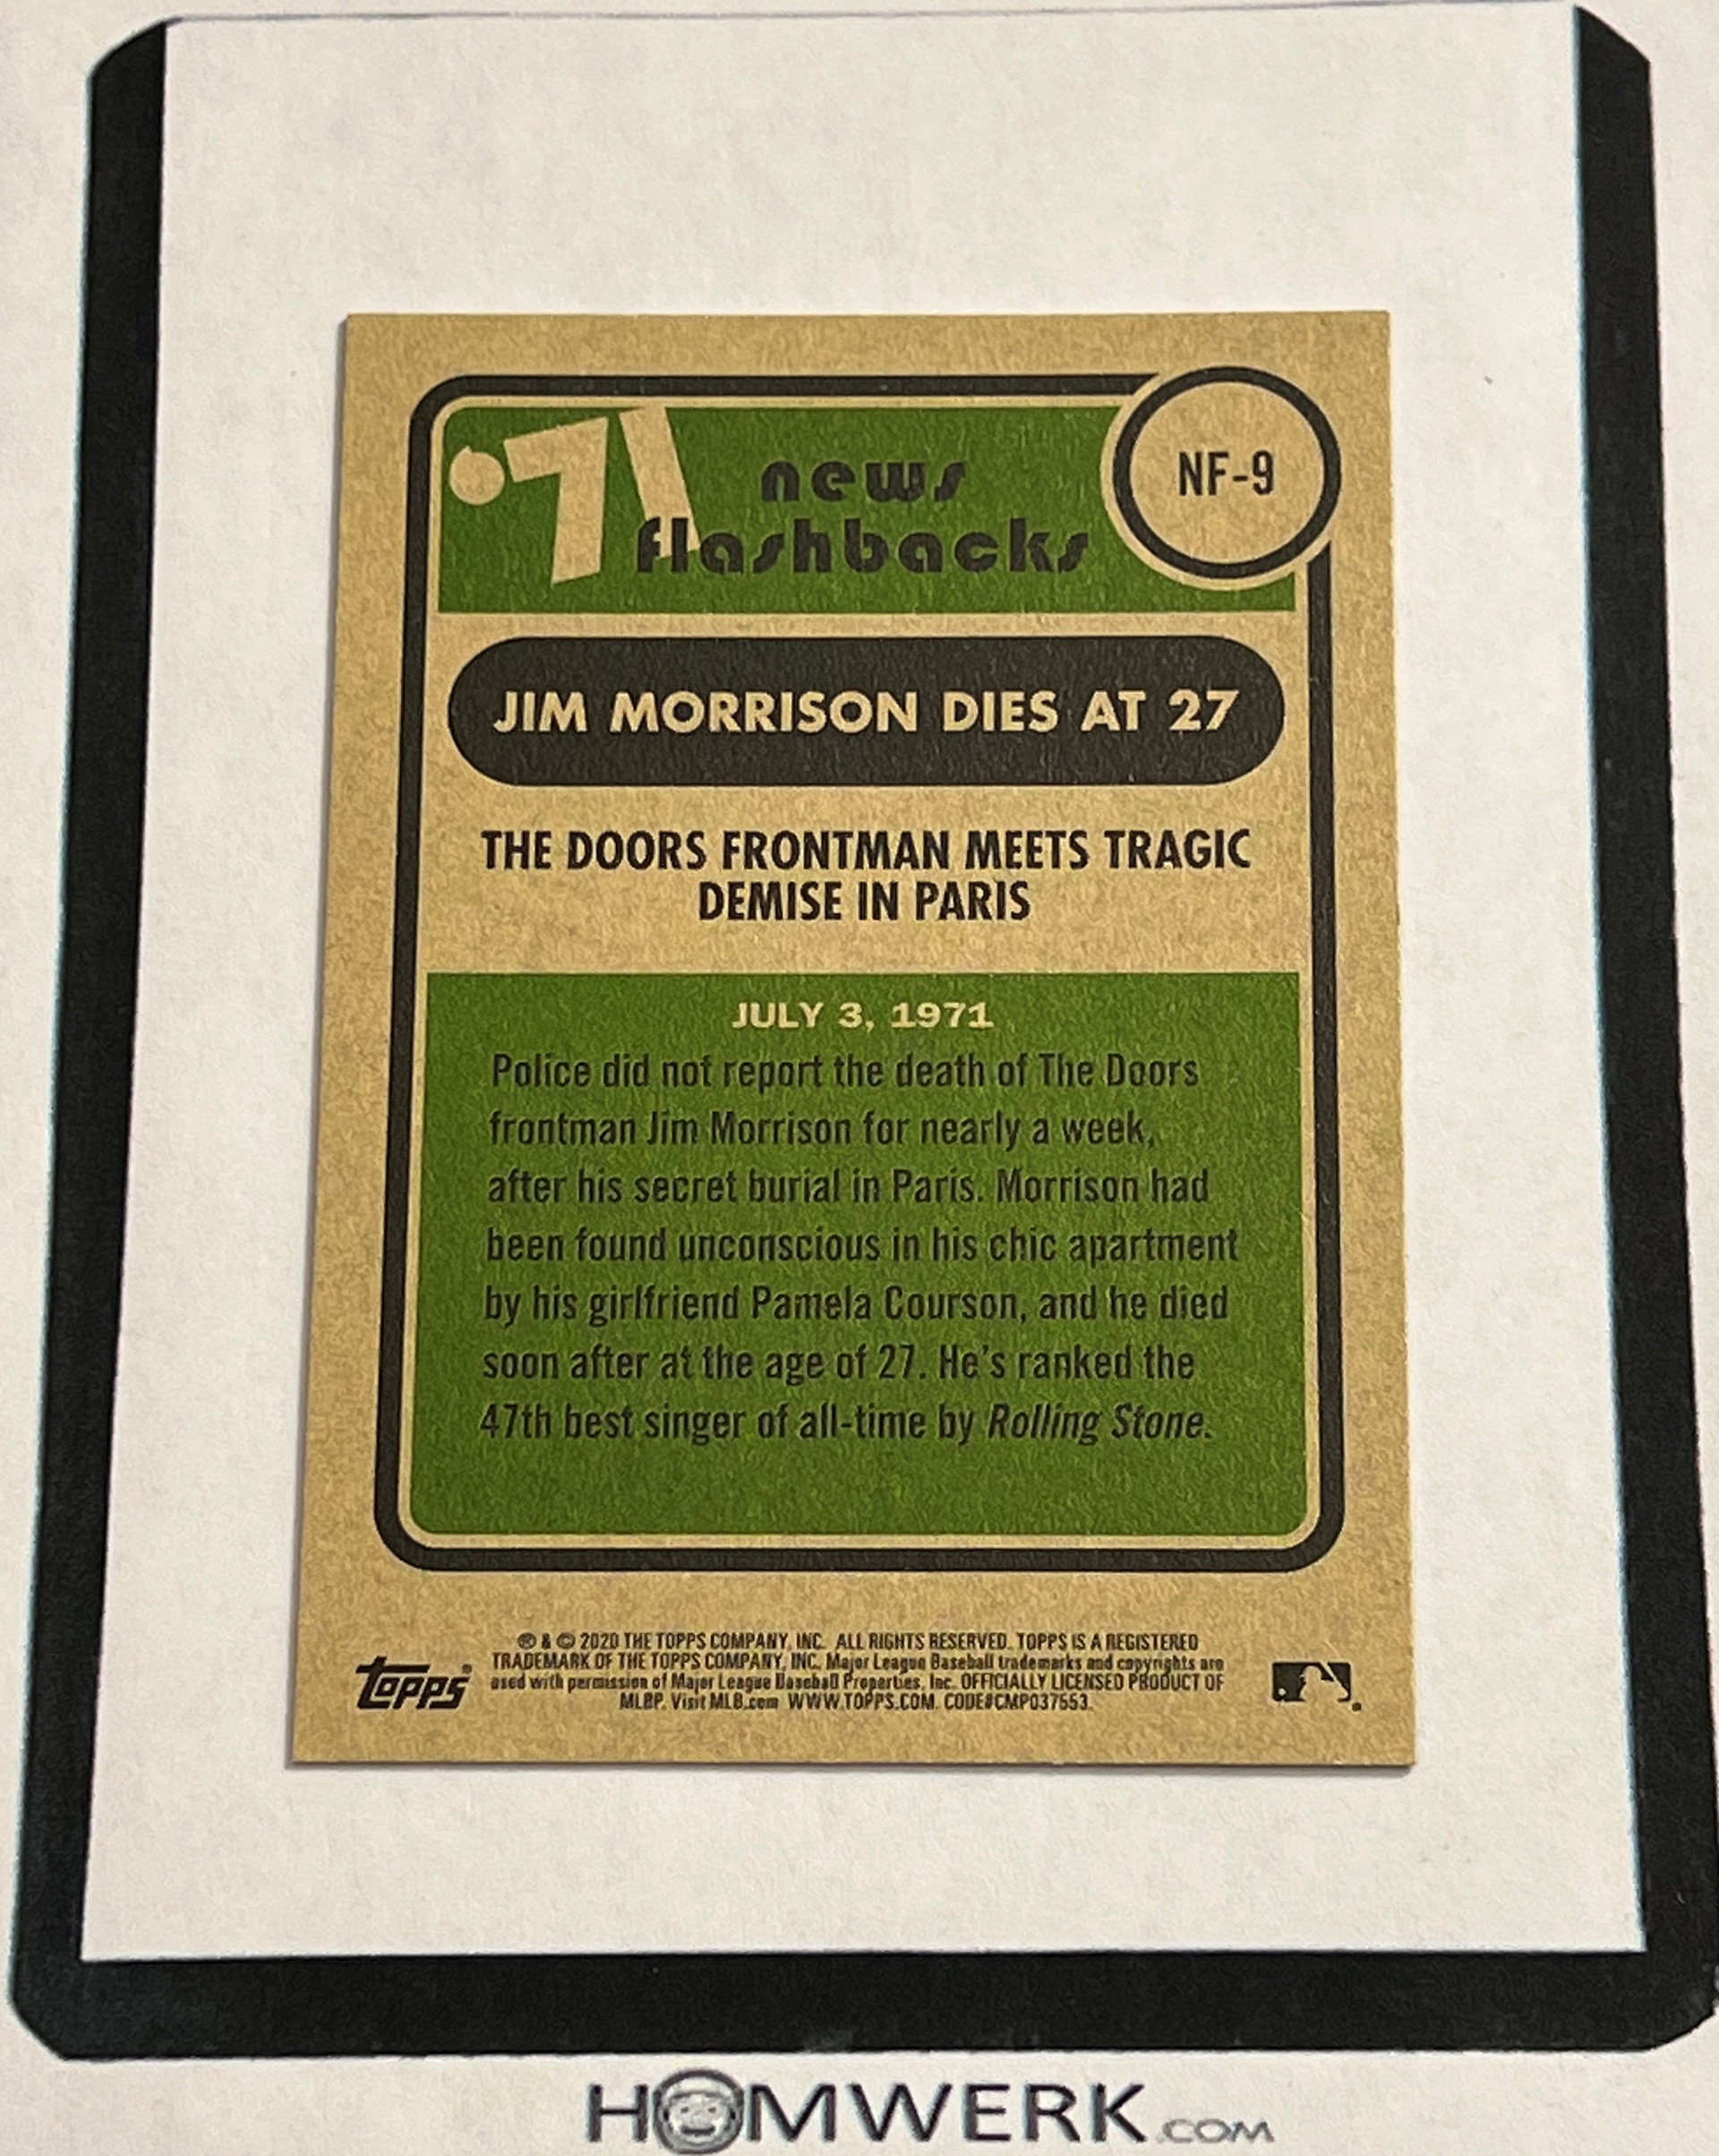 '71 news
flashbacks
NF-9
JIM MORRISON DIES AT 27
THE DOORS FRONTMAN MEETS TRAGIC
DEMISE IN PARIS
JULY 3, 1971
Police did not report the death of The Doors
frontman Jim Morrison for nearly a week,
after his secret burial in Paris. Morrison had
been found unconscious in his chic apartment
by his girlfriend Pamela Courson, and he died
soon after at the age of 27. He's ranked the
47th best singer of all-time by Rolling Stone.
topps®
® & © 2020 THE TOPPS COMPANY, INC. ALL RIGHTS RESERVED. TOPPS IS A REGISTERED
TRADEMARK OF THE TOPPS COMPANY, INC. Major League Baseball trademarks and copyrights are
used with permission of Major League Baseball Properties, Inc. OFFICIALLY LICENSED PRODUCT OF
MLBP. Visit MLB.com WWW.TOPPS.COM. CODE#CMP037553.
HOMWERK.COM